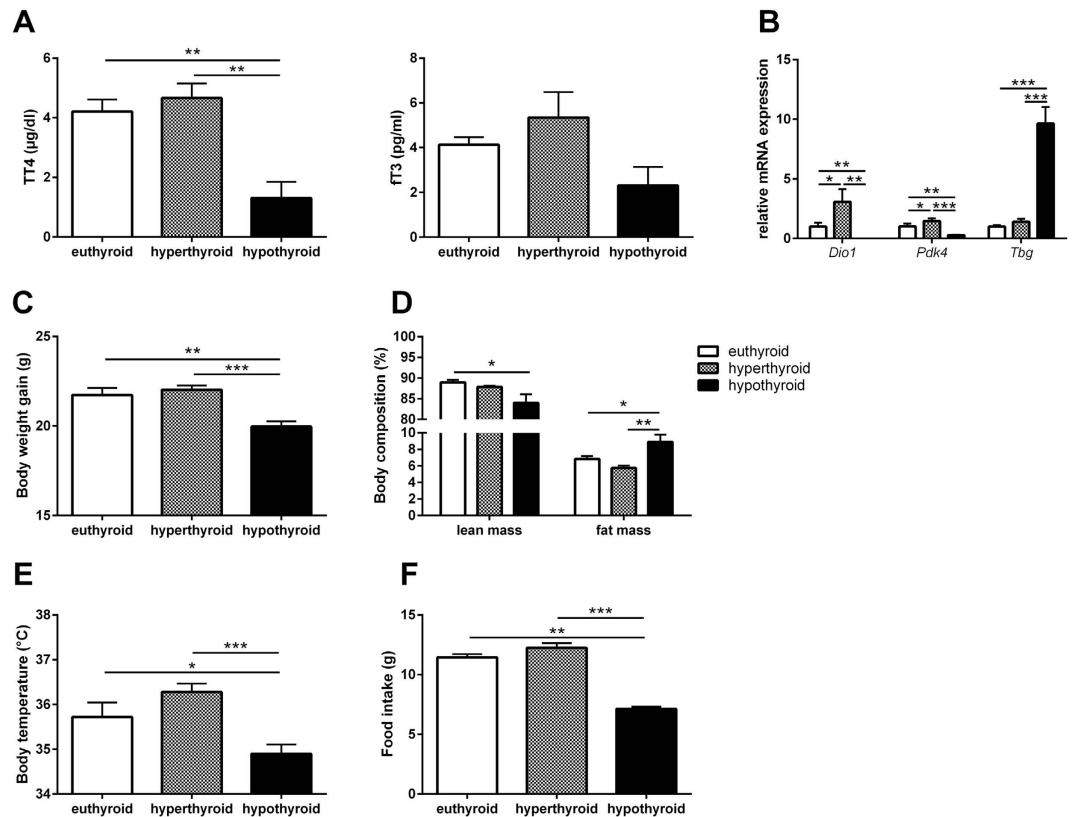 A
TT4 (µg/dl)
6
4
2
0
**
**
euthyroid hyperthyroid hypothyroid
fT3 (pg/ml)
8
6
4
2
0
euthyroid hyperthyroid hypothyroid
B
relative mRNA expression
15
10
5
0
**
* **
**
* ***
***
***
Dio1 Pdk4 Tbg
C
Body weight gain (g)
25
20
15
**
***
euthyroid hyperthyroid hypothyroid
D
Body composition (%)
100
95
90
85
80
10
8
6
4
2
0
*
*
**
lean mass fat mass
euthyroid
hyperthyroid
hypothyroid
E
Body temperature (°C)
38
37
36
35
34
***
*
euthyroid hyperthyroid hypothyroid
F
Food intake (g)
15
10
5
0
***
**
euthyroid hyperthyroid hypothyroid